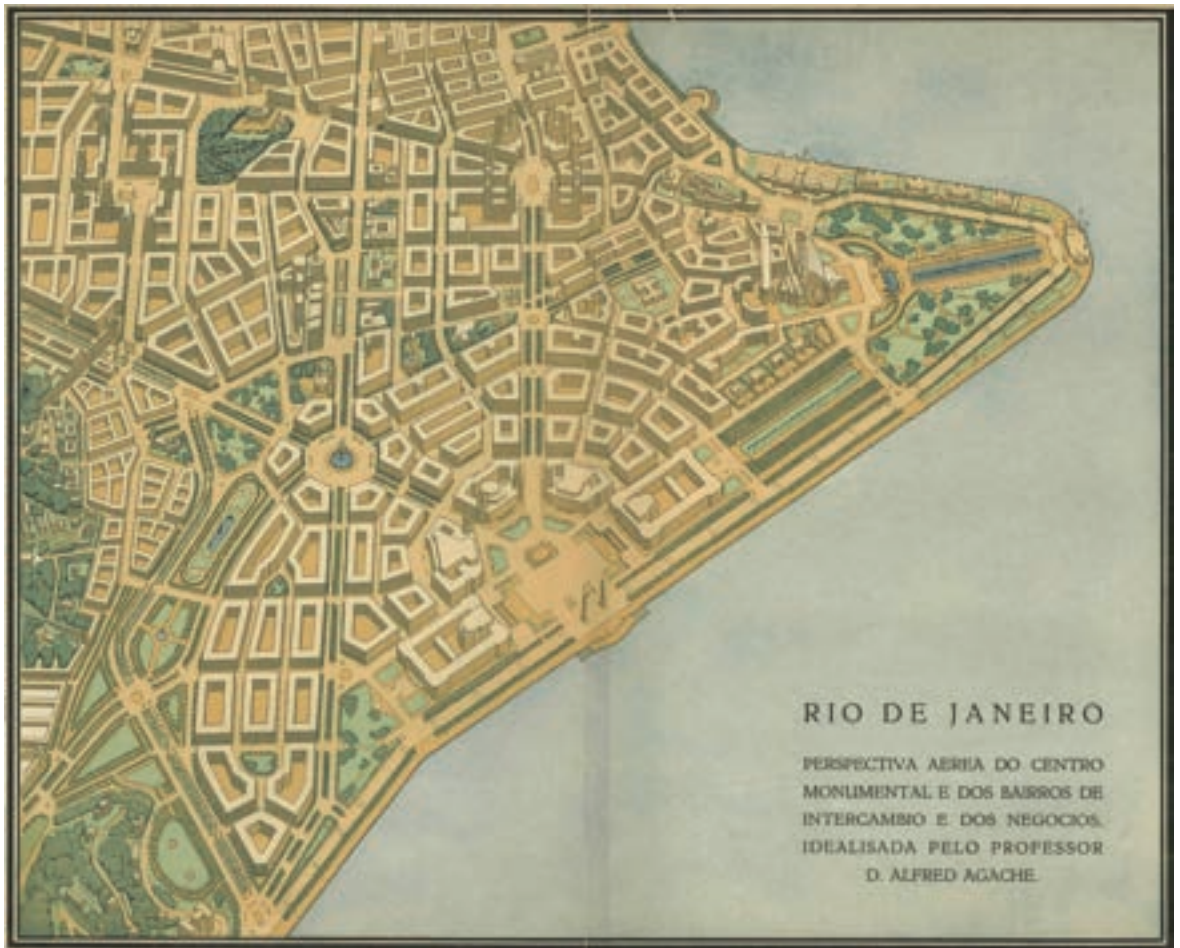 RIO DE JANEIRO
PERSPECTIVA AEREA DO CENTRO
MONUMENTAL E DOS BAIRROS DE
INTERCAMBIO E DOS NEGOCIOS,
IDEALISADA PELO PROFESSOR
D. ALFRED AGACHE.